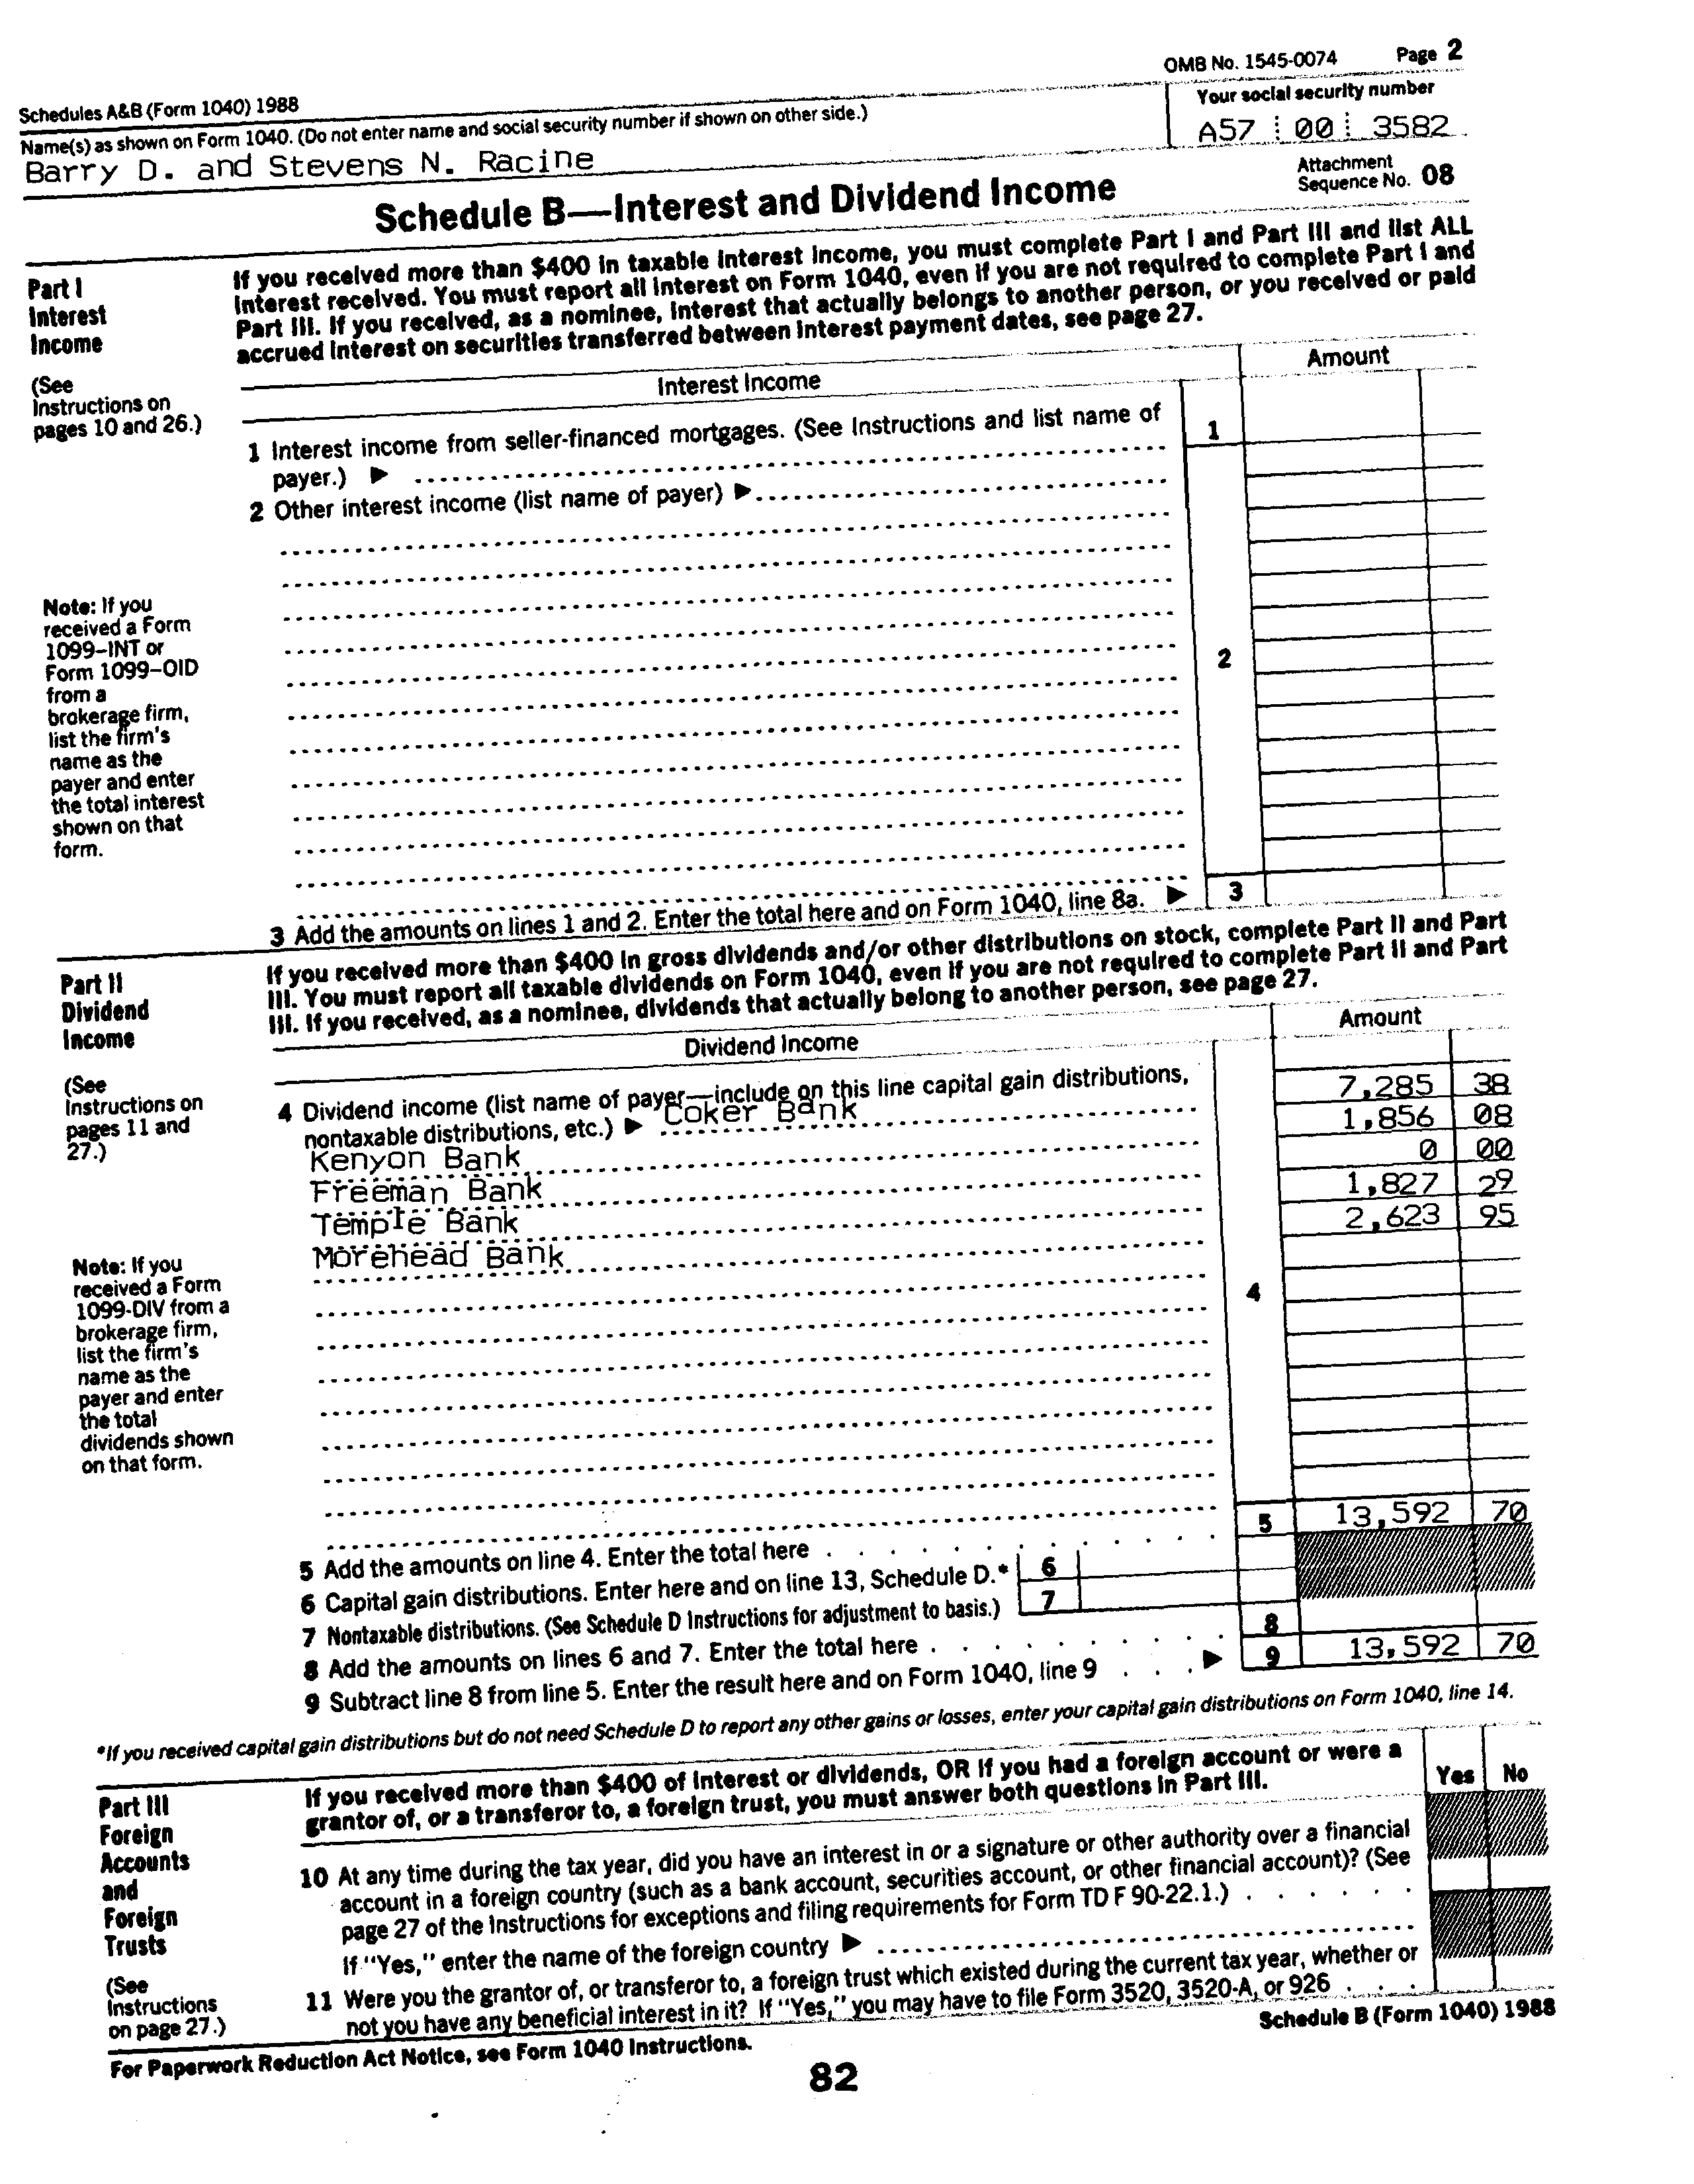 OMB No. 1545-0074 Page 2
Schedules A&B (Form 1040) 1988
Name(s) as shown on Form 1040. (Do not enter name and social security number if shown on other side.)
Your social security number
Barry D. and Stevens N. Racine
A57 00 3582
Schedule B—Interest and Dividend Income
Attachment
Sequence No. 08
Part I
Interest
Income
(See
Instructions on
pages 10 and 26.)
If you received more than $400 in taxable interest income, you must complete Part I and Part III and list ALL
interest received. You must report all interest on Form 1040, even if you are not required to complete Part I and
Part III. If you received, as a nominee, interest that actually belongs to another person, or you received or paid
accrued interest on securities transferred between interest payment dates, see page 27.
Interest Income
Amount
1 Interest income from seller-financed mortgages. (See Instructions and list name of
payer.) ▶
1
2 Other interest income (list name of payer) ▶
2
Note: If you
received a Form
1099–INT or
Form 1099–OID
from a
brokerage firm,
list the firm's
name as the
payer and enter
the total interest
shown on that
form.
3 Add the amounts on lines 1 and 2. Enter the total here and on Form 1040, line 8a. ▶ 3
Part II
Dividend
Income
(See
Instructions on
pages 11 and
27.)
If you received more than $400 in gross dividends and/or other distributions on stock, complete Part II and Part
III. You must report all taxable dividends on Form 1040, even if you are not required to complete Part II and Part
III. If you received, as a nominee, dividends that actually belong to another person, see page 27.
Dividend Income
Amount
4 Dividend income (list name of payer—include on this line capital gain distributions,
nontaxable distributions, etc.) ▶ Coker Bank 7,285 38
Kenyon Bank 1,856 08
Freeman Bank 0 00
Temple Bank 1,827 29
Morehead Bank 2,623 95
4
Note: If you
received a Form
1099-DIV from a
brokerage firm,
list the firm's
name as the
payer and enter
the total
dividends shown
on that form.
5 Add the amounts on line 4. Enter the total here 5 13,592 70
6 Capital gain distributions. Enter here and on line 13, Schedule D.* 6
7 Nontaxable distributions. (See Schedule D Instructions for adjustment to basis.) 7
8 Add the amounts on lines 6 and 7. Enter the total here 8
9 Subtract line 8 from line 5. Enter the result here and on Form 1040, line 9 ▶ 9 13,592 70
*If you received capital gain distributions but do not need Schedule D to report any other gains or losses, enter your capital gain distributions on Form 1040, line 14.
Part III
Foreign
Accounts
and
Foreign
Trusts
(See
Instructions
on page 27.)
If you received more than $400 of interest or dividends, OR if you had a foreign account or were a
grantor of, or a transferor to, a foreign trust, you must answer both questions in Part III.
Yes No
10 At any time during the tax year, did you have an interest in or a signature or other authority over a financial
account in a foreign country (such as a bank account, securities account, or other financial account)? (See
page 27 of the Instructions for exceptions and filing requirements for Form TD F 90-22.1.)
If "Yes," enter the name of the foreign country ▶
11 Were you the grantor of, or transferor to, a foreign trust which existed during the current tax year, whether or
not you have any beneficial interest in it? If "Yes," you may have to file Form 3520, 3520-A, or 926
For Paperwork Reduction Act Notice, see Form 1040 Instructions.
Schedule B (Form 1040) 1988
82